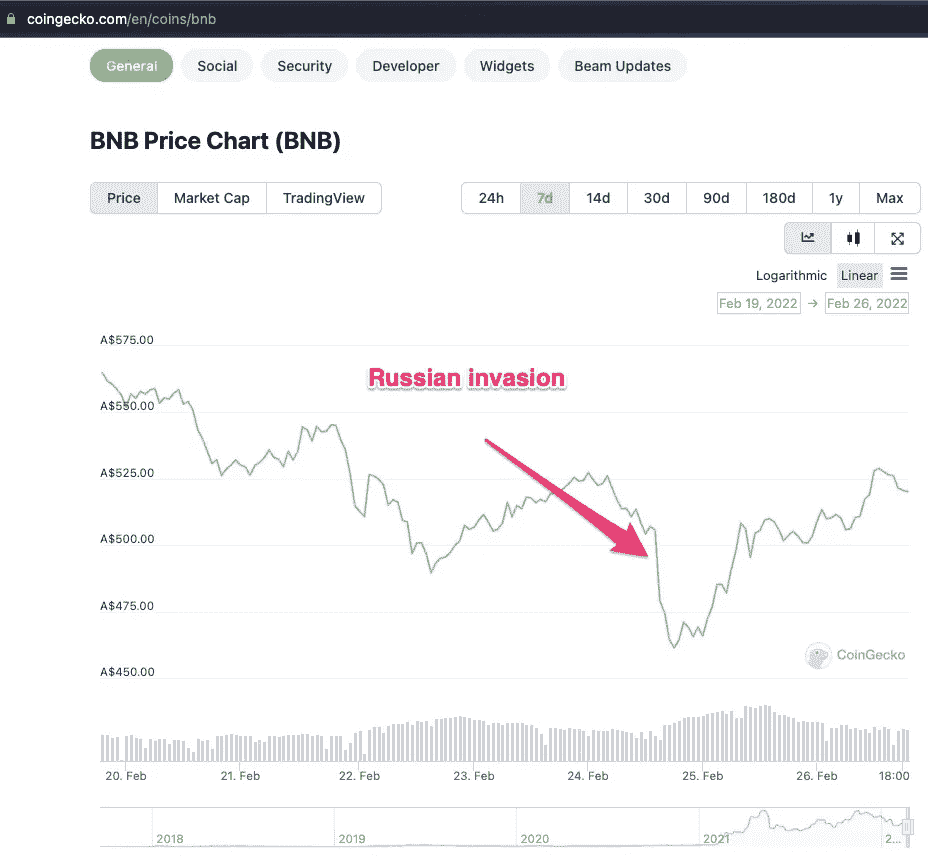 coingecko.com/en/coins/bnb
General Social Security Developer Widgets Beam Updates
BNB Price Chart (BNB)
Price Market Cap TradingView 24h 7d 14d 30d 90d 180d 1y Max
Logarithmic Linear
Feb 19, 2022 → Feb 26, 2022
A$575.00
Russian invasion
A$550.00
A$525.00
A$500.00
A$475.00
CoinGecko
A$450.00
20. Feb 21. Feb 22. Feb 23. Feb 24. Feb 25. Feb 26. Feb 18:00
2018 2019 2020 2021 2...